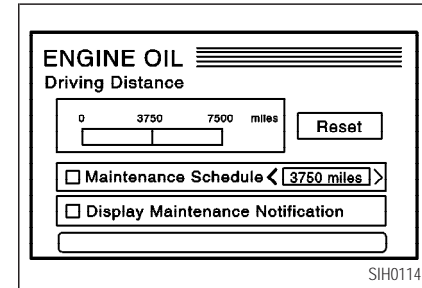 ENGINE OIL
Driving Distance
0 3750 7500 miles
Reset
Maintenance Schedule < 3750 miles >
Display Maintenance Notification
SIH0114